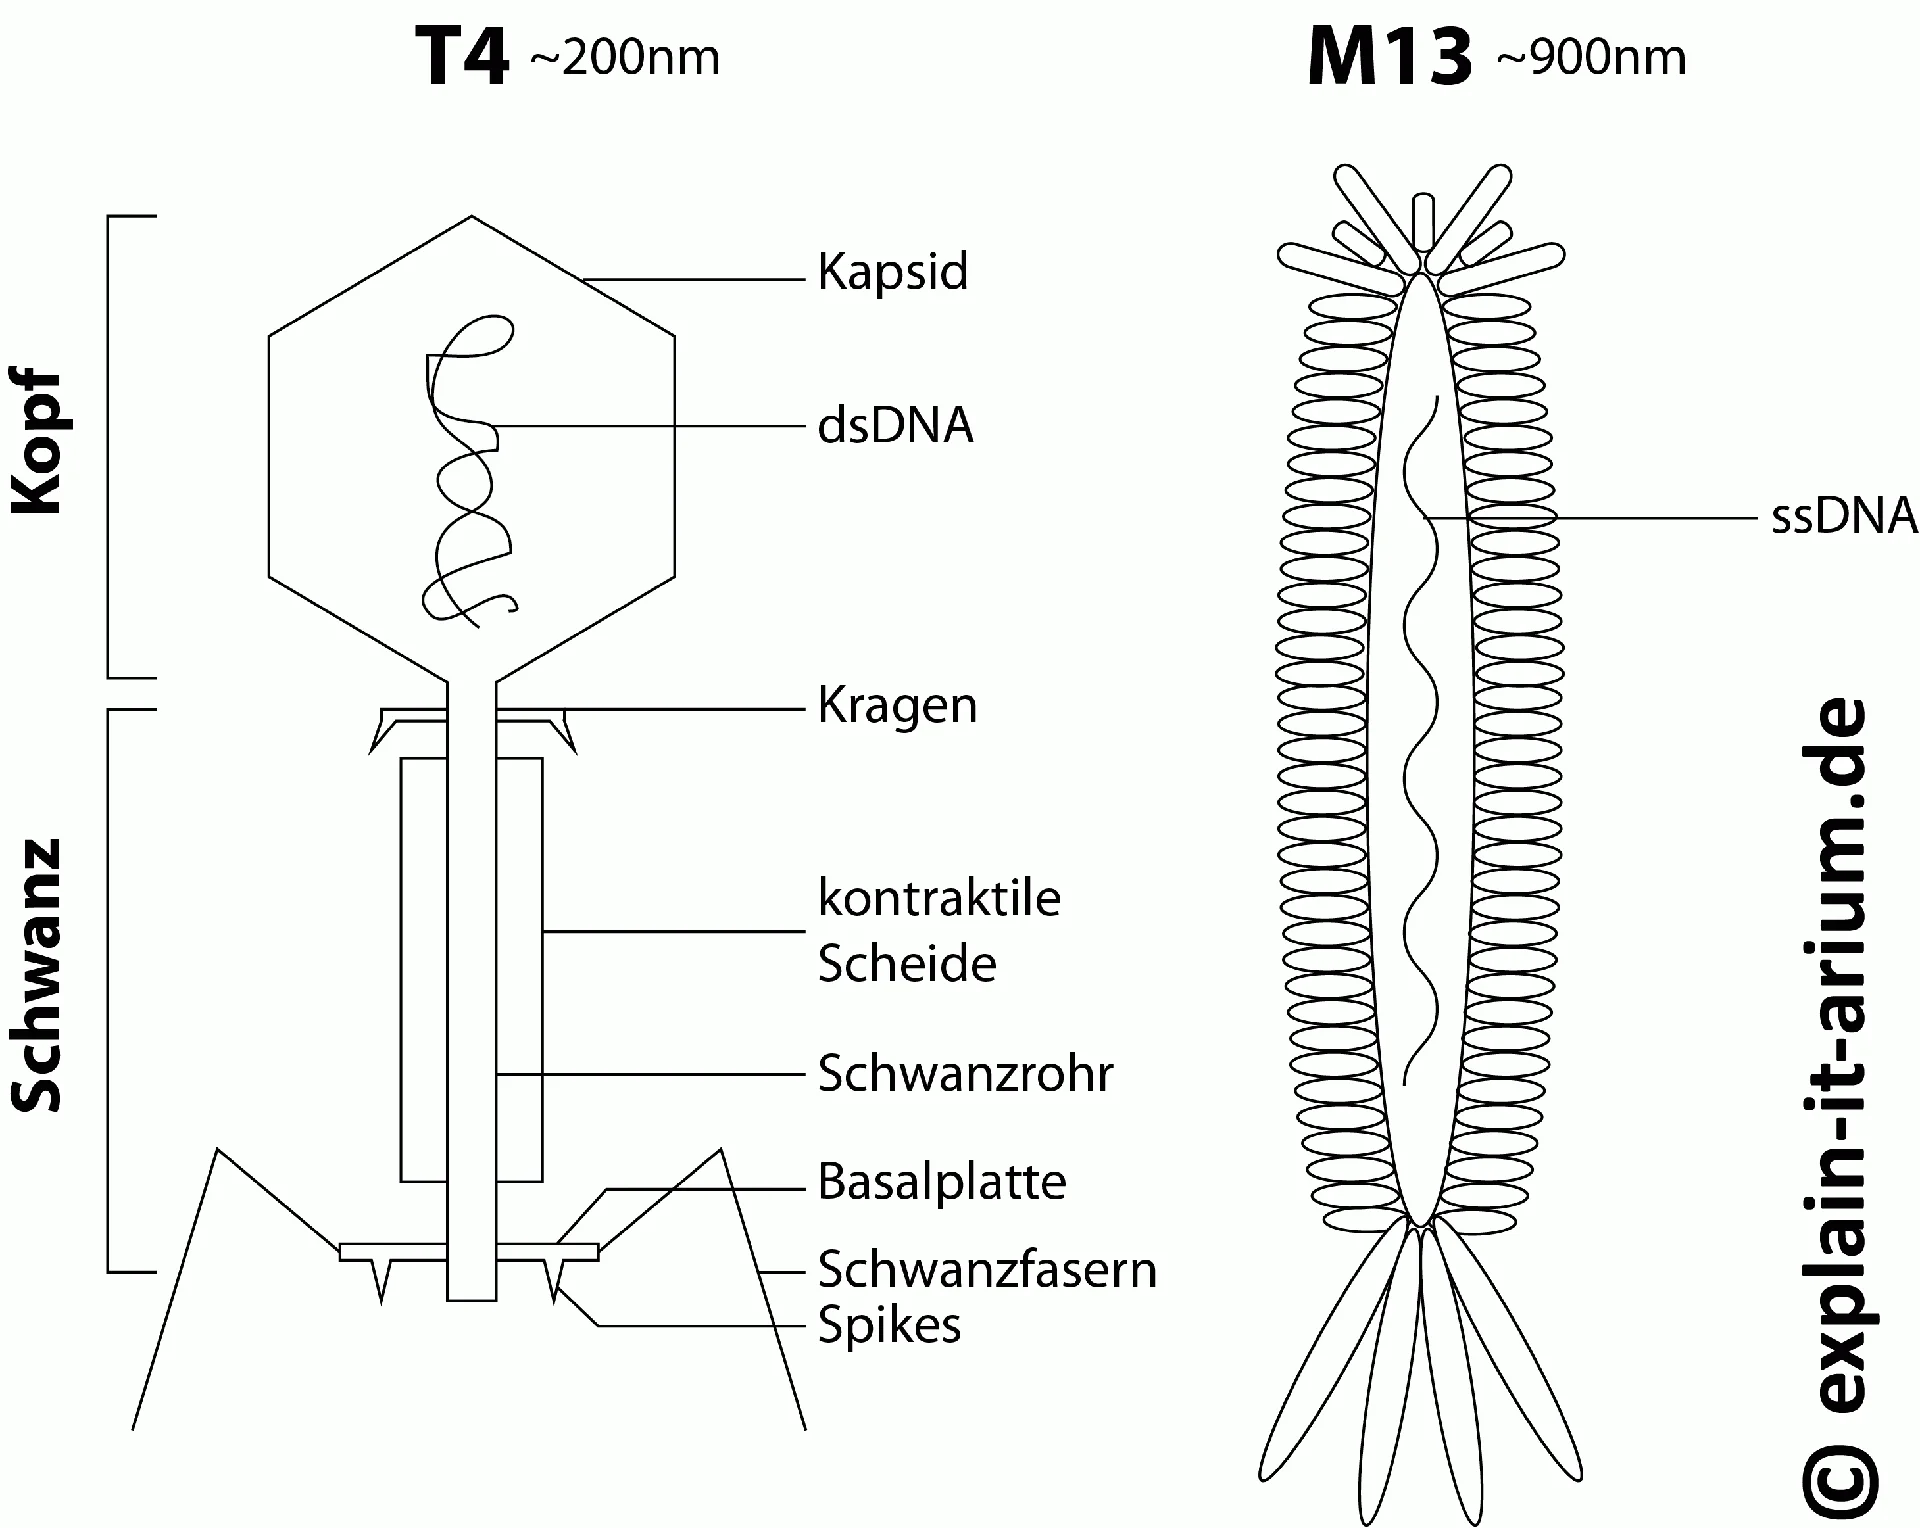 T4 ~200nm
M13 ~900nm
Kopf
Kapsid
dsDNA
Schwanz
Kragen
kontraktile
Scheide
Schwanzrohr
Basalplatte
Schwanzfasern
Spikes
ssDNA
© explain-it-arium.de